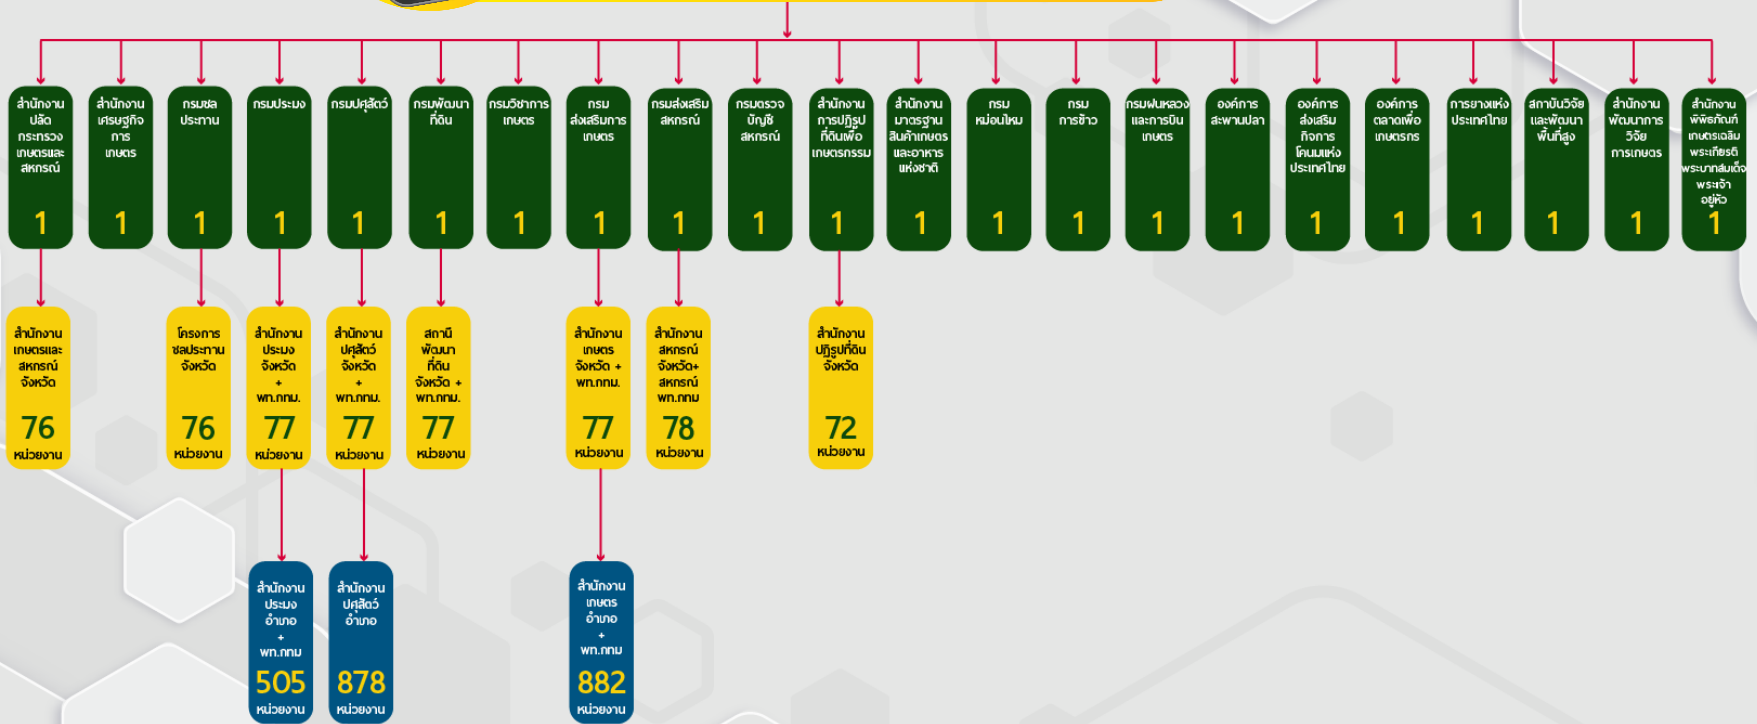 สำนักงาน
ปลัด
กระทรวง
เกษตรและ
สหกรณ์
1
สำนักงาน
เศรษฐกิจ
การ
เกษตร
1
กรมชล
ประทาน
1
กรมประมง
1
กรมปศุสัตว์
1
กรมพัฒนา
ที่ดิน
1
กรมวิชาการ
เกษตร
1
กรม
ส่งเสริมการ
เกษตร
1
กรมส่งเสริม
สหกรณ์
1
กรมตรวจ
บัญชี
สหกรณ์
1
สำนักงาน
การปฏิรูป
ที่ดินเพื่อ
เกษตรกรรม
1
สำนักงาน
มาตรฐาน
สินค้าเกษตร
และอาหาร
แห่งชาติ
1
กรม
หม่อนไหม
1
กรม
การข้าว
1
กรมฝนหลวง
และการบิน
เกษตร
1
องค์การ
สะพานปลา
1
องค์การ
ส่งเสริม
กิจการ
โคนมแห่ง
ประเทศไทย
1
องค์การ
ตลาดเพื่อ
เกษตรกร
1
การยางแห่ง
ประเทศไทย
1
สถาบันวิจัย
และพัฒนา
พื้นที่สูง
1
สำนักงาน
พัฒนาการ
วิจัย
การเกษตร
1
สำนักงาน
พิพิธภัณฑ์
เกษตรเฉลิม
พระเกียรติ
พระบาทสมเด็จ
พระเจ้า
อยู่หัว
1
สำนักงาน
เกษตรและ
สหกรณ์
จังหวัด
76
หน่วยงาน
โครงการ
ชลประทาน
จังหวัด
76
หน่วยงาน
สำนักงาน
ประมง
จังหวัด
+
พท.กทม.
77
หน่วยงาน
สำนักงาน
ปศุสัตว์
จังหวัด
+
พท.กทม.
77
หน่วยงาน
สถานี
พัฒนา
ที่ดิน
จังหวัด +
พท.กทม.
77
หน่วยงาน
สำนักงาน
เกษตร
จังหวัด +
พท.กทม.
77
หน่วยงาน
สำนักงาน
สหกรณ์
จังหวัด+
สหกรณ์
พท.กทม
78
หน่วยงาน
สำนักงาน
ปฏิรูปที่ดิน
จังหวัด
72
หน่วยงาน
สำนักงาน
ประมง
อำเภอ
+
พท.กทม
505
หน่วยงาน
สำนักงาน
ปศุสัตว์
อำเภอ
878
หน่วยงาน
สำนักงาน
เกษตร
อำเภอ
+
พท.กทม
882
หน่วยงาน